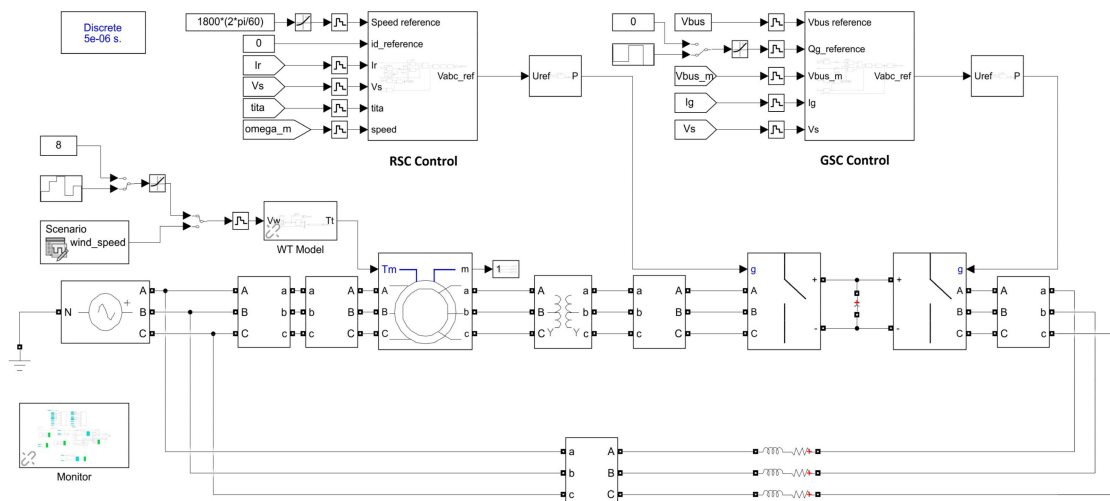 Discrete
5e-06 s.
1800*(2*pi/60)
0
Ir
Vs
tita
omega_m
Speed reference
id_reference
Ir
Vs
tita
speed
Vabc_ref
RSC Control
Uref
P
0
Vbus
Vbus_m
Ig
Vs
Vbus reference
Qg_reference
Vbus_m
Ig
Vs
Vabc_ref
GSC Control
Uref
P
8
Scenario
wind_speed
Vw
Tt
WT Model
N
+
A
B
C
A
B
C
a
b
c
A
B
C
a
b
c
Tm
m
1
A
B
C
a
b
c
A
B
C
Y
Y
a
b
c
A
B
C
a
b
c
g
A
B
C
+
-
+
-
g
A
B
C
A
B
C
a
b
c
Monitor
a
b
c
A
B
C